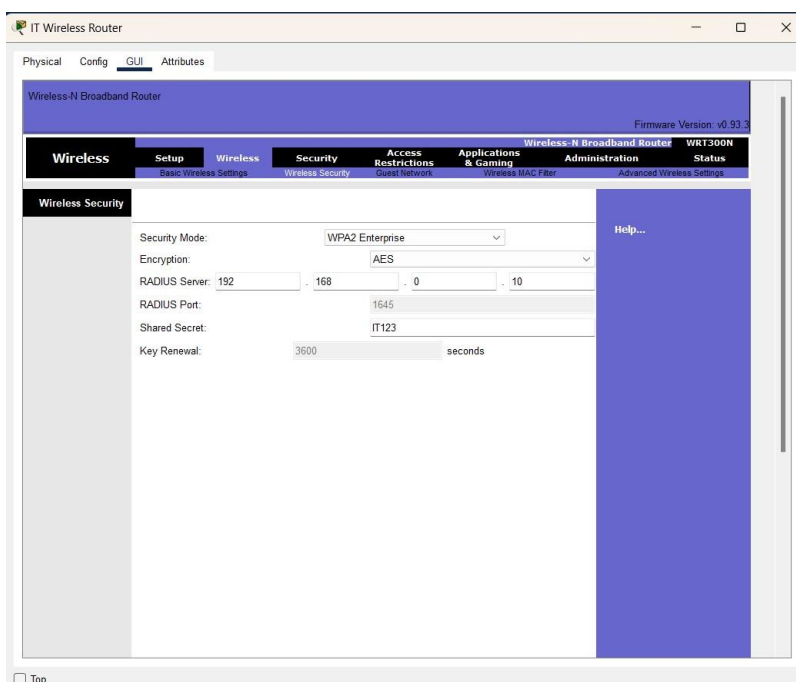 IT Wireless Router
Physical Config GUI Attributes
Wireless-N Broadband Router
Firmware Version: v0.93.3
Wireless-N Broadband Router WRT300N
Wireless Setup Wireless Security Access Restrictions Applications & Gaming Administration Status
Basic Wireless Settings Wireless Security Guest Network Wireless MAC Filter Advanced Wireless Settings
Wireless Security
Help...
Security Mode: WPA2 Enterprise
Encryption: AES
RADIUS Server: 192 . 168 . 0 . 10
RADIUS Port: 1645
Shared Secret: IT123
Key Renewal: 3600 seconds
Top